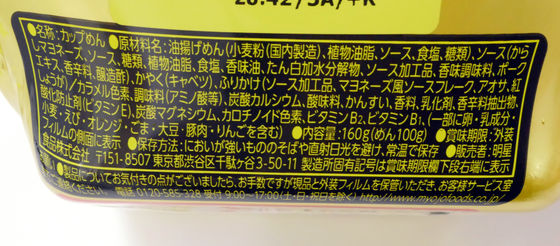 ●名称:カップめん ●原材料名:油揚げめん(小麦粉(国内製造)、植物油脂、ソース、食塩、糖類)、ソース(から
しマヨネーズ、ソース、糖類、植物油脂、食塩、香味油、たん白加水分解物、ソース加工品、香味調味料、ポーク
エキス、香辛料、醸造酢)、かやく(キャベツ)、ふりかけ(ソース加工品、マヨネーズ風ソースフレーク、アオサ、紅
しょうが)/カラメル色素、調味料(アミノ酸等)、炭酸カルシウム、酸味料、かんすい、香料、乳化剤、香辛料抽出物、
酸化防止剤(ビタミンE)、炭酸マグネシウム、カロチノイド色素、ビタミンB2、ビタミンB1、(一部に卵・乳成分・
小麦・えび・オレンジ・ごま・大豆・豚肉・りんごを含む) ●内容量:160g(めん100g) ●賞味期限:外装
フィルムの側面に表示 ●保存方法:においが強いもののそばや直射日光を避け、常温で保存 ●販売者:明星
食品株式会社 〒151-8507 東京都渋谷区千駄ヶ谷3-50-11 製造所固有記号は賞味期限欄下段右端に表示
●製品についてお気付きの点がございましたら、お手数ですが現品と外装フィルムを保管いただき、お客様サービス室
までご連絡ください。 0120-585-328 受付 9:00〜17:00(土・日・祝日を除く) http://www.myojofoods.co.jp/